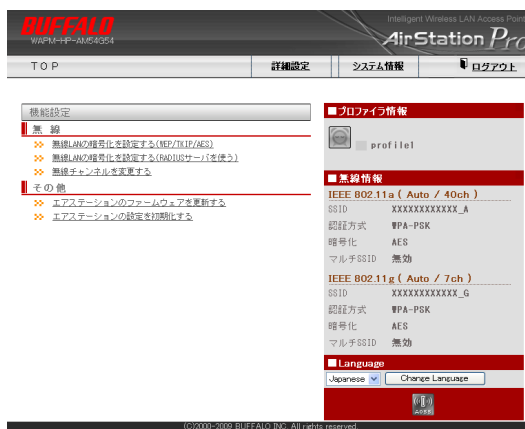 BUFFALO
WAPM-HP-AM54G54
Intelligent Wireless LAN Access Point
AirStation Pro
TOP
詳細設定
システム情報
ログアウト
機能設定
無 線
無線LANの暗号化を設定する(WEP/TKIP/AES)
無線LANの暗号化を設定する(RADIUSサーバを使う)
無線チャンネルを変更する
その他
エアステーションのファームウェアを更新する
エアステーションの設定を初期化する
■プロファイラ情報
profile1
■無線情報
IEEE 802.11a ( Auto / 40ch )
SSID XXXXXXXXXXXX_A
認証方式 WPA-PSK
暗号化 AES
マルチSSID 無効
IEEE 802.11g ( Auto / 7ch )
SSID XXXXXXXXXXXX_G
認証方式 WPA-PSK
暗号化 AES
マルチSSID 無効
■Language
Japanese
Change Language
AOSS
(C)2000-2009 BUFFALO INC. All rights reserved.